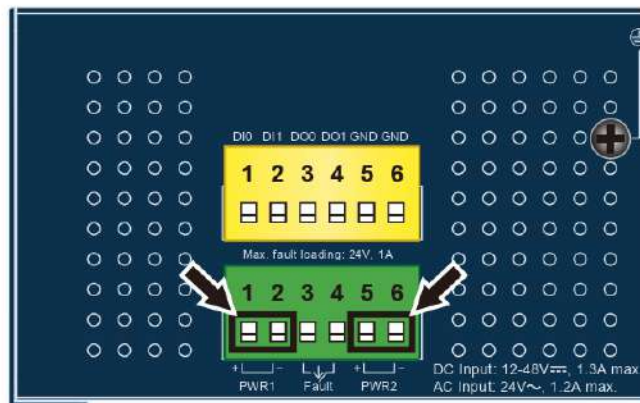 DI0 DI1 DO0 DO1 GND GND
1 2 3 4 5 6
Max. fault loading: 24V, 1A
1 2 3 4 5 6
+ − + −
PWR1 Fault PWR2
DC Input: 12-48V⎓, 1.3A max.
AC Input: 24V~, 1.2A max.